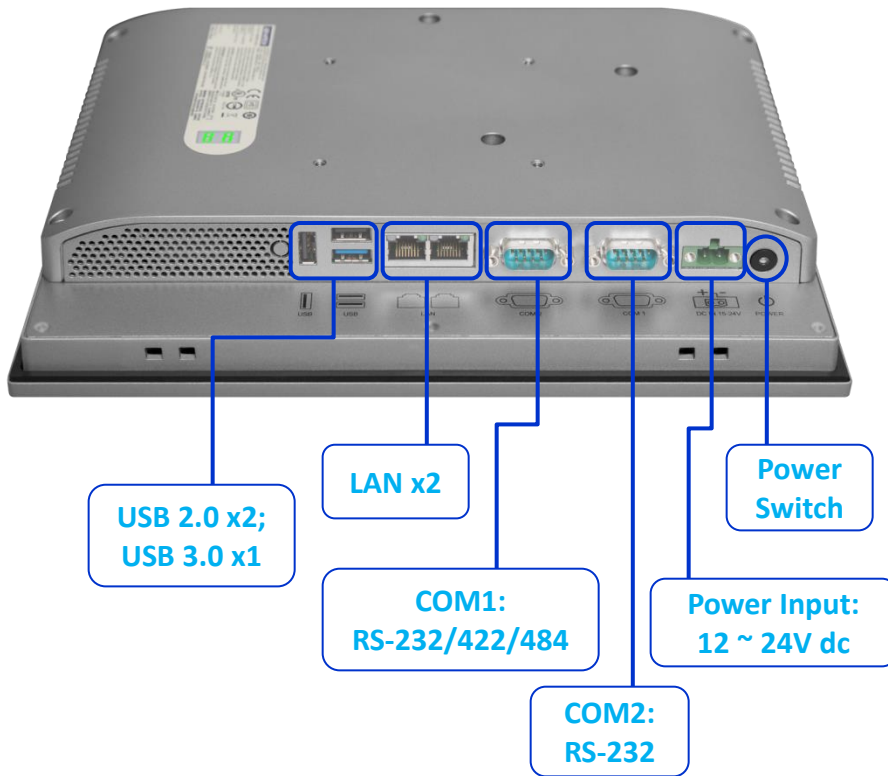 USB
USB
LAN
COM 1
POWER
USB 2.0 x2;
USB 3.0 x1
LAN x2
COM1:
RS-232/422/484
COM2:
RS-232
Power Input:
12 ~ 24V dc
Power
Switch